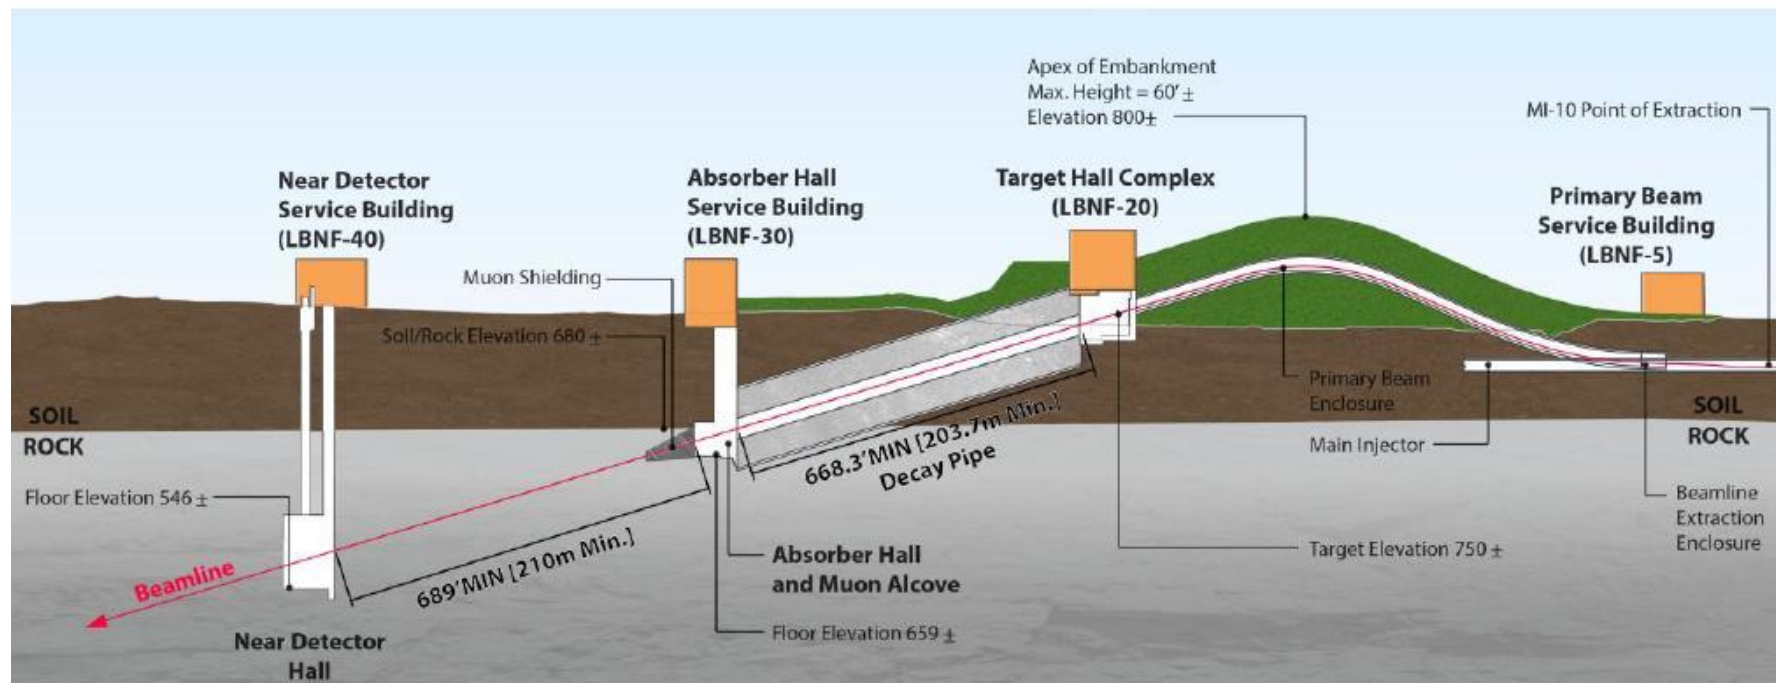 Apex of Embankment
Max. Height = 60' ±
Elevation 800±
MI-10 Point of Extraction
Near Detector
Service Building
(LBNF-40)
Absorber Hall
Service Building
(LBNF-30)
Target Hall Complex
(LBNF-20)
Primary Beam
Service Building
(LBNF-5)
Muon Shielding
Soil/Rock Elevation 680 ±
SOIL
ROCK
Primary Beam
Enclosure
SOIL
ROCK
Main Injector
668.3'MIN [203.7m Min.]
Decay Pipe
Floor Elevation 546 ±
Beamline
Extraction
Enclosure
689'MIN [210m Min.]
Absorber Hall
and Muon Alcove
Target Elevation 750 ±
Beamline
Floor Elevation 659 ±
Near Detector
Hall